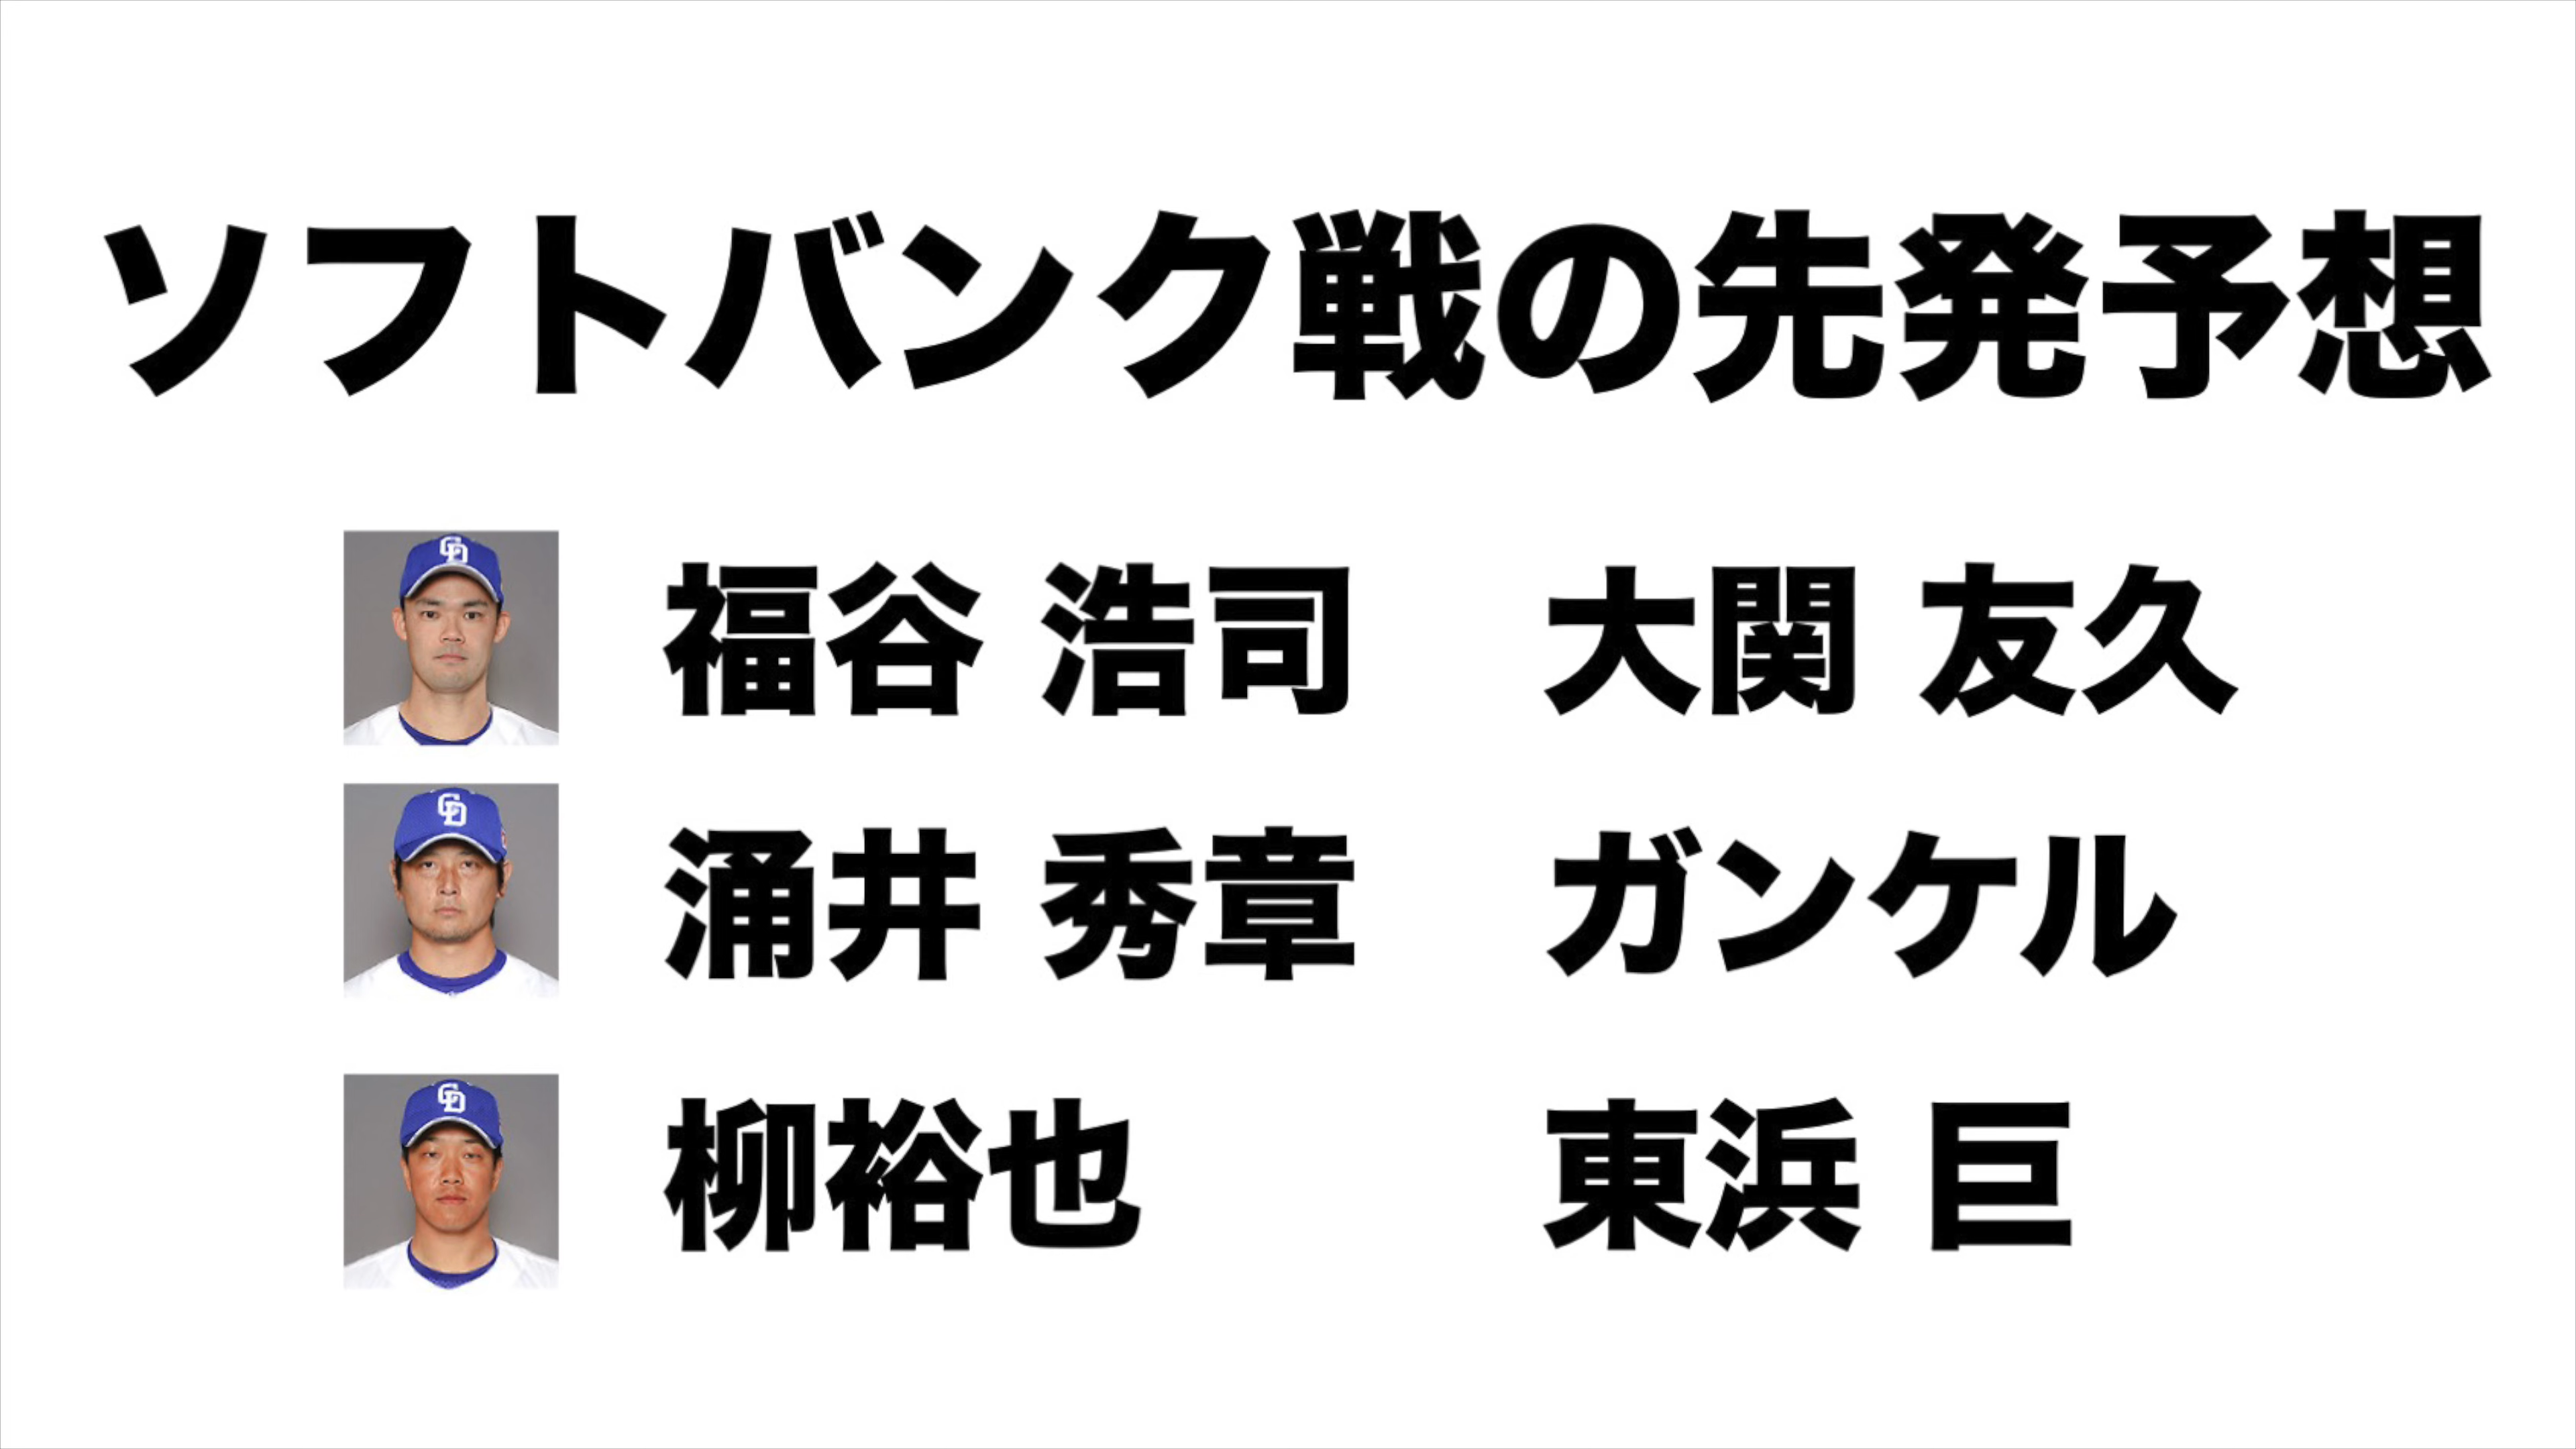 ソフトバンク戦の先発予想
福谷 浩司 大関 友久
涌井 秀章 ガンケル
柳裕也 東浜 巨